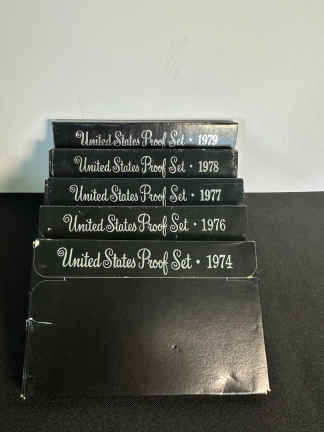 United States Proof Set • 1979
United States Proof Set • 1978
United States Proof Set • 1977
United States Proof Set • 1976
United States Proof Set • 1974